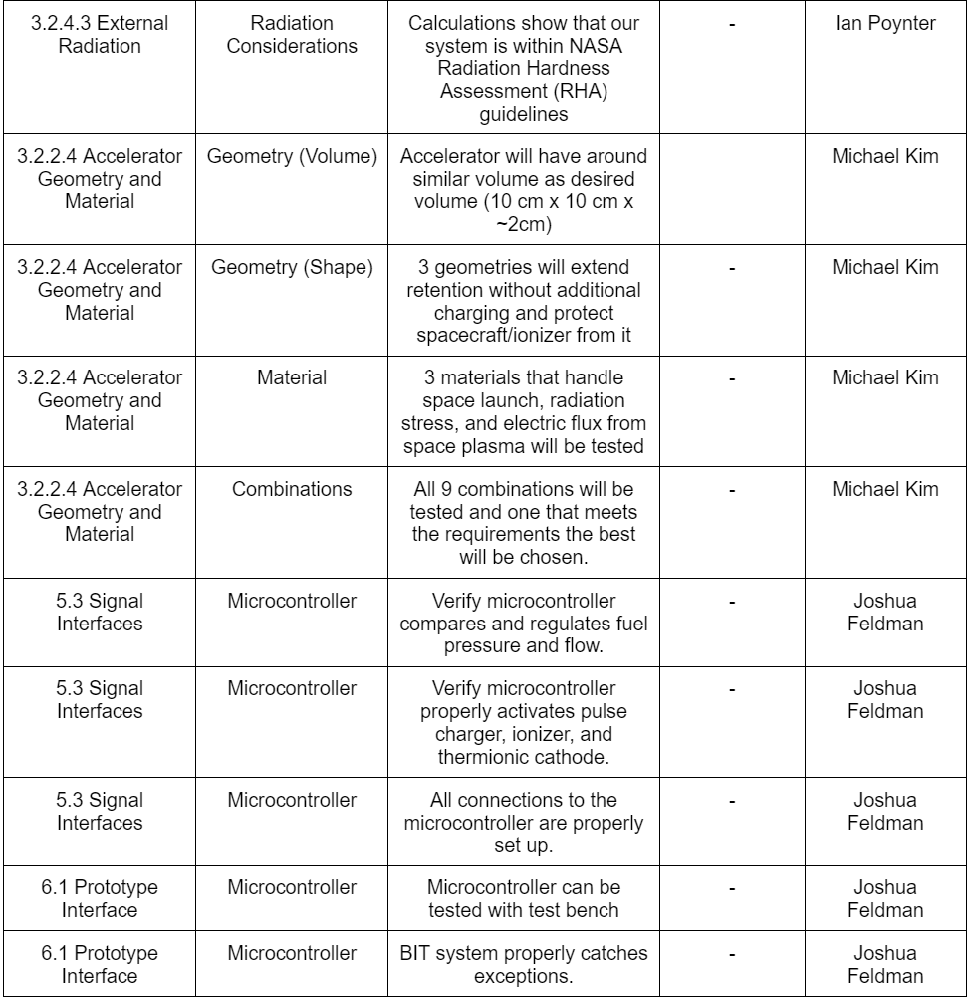 3.2.4.3 External
Radiation
Radiation
Considerations
Calculations show that our
system is within NASA
Radiation Hardness
Assessment (RHA)
guidelines
-
Ian Poynter
3.2.2.4 Accelerator
Geometry and
Material
Geometry (Volume)
Accelerator will have around
similar volume as desired
volume (10 cm x 10 cm x
~2cm)
Michael Kim
3.2.2.4 Accelerator
Geometry and
Material
Geometry (Shape)
3 geometries will extend
retention without additional
charging and protect
spacecraft/ionizer from it
-
Michael Kim
3.2.2.4 Accelerator
Geometry and
Material
Material
3 materials that handle
space launch, radiation
stress, and electric flux from
space plasma will be tested
-
Michael Kim
3.2.2.4 Accelerator
Geometry and
Material
Combinations
All 9 combinations will be
tested and one that meets
the requirements the best
will be chosen.
-
Michael Kim
5.3 Signal
Interfaces
Microcontroller
Verify microcontroller
compares and regulates fuel
pressure and flow.
-
Joshua
Feldman
5.3 Signal
Interfaces
Microcontroller
Verify microcontroller
properly activates pulse
charger, ionizer, and
thermionic cathode.
-
Joshua
Feldman
5.3 Signal
Interfaces
Microcontroller
All connections to the
microcontroller are properly
set up.
-
Joshua
Feldman
6.1 Prototype
Interface
Microcontroller
Microcontroller can be
tested with test bench
-
Joshua
Feldman
6.1 Prototype
Interface
Microcontroller
BIT system properly catches
exceptions.
-
Joshua
Feldman